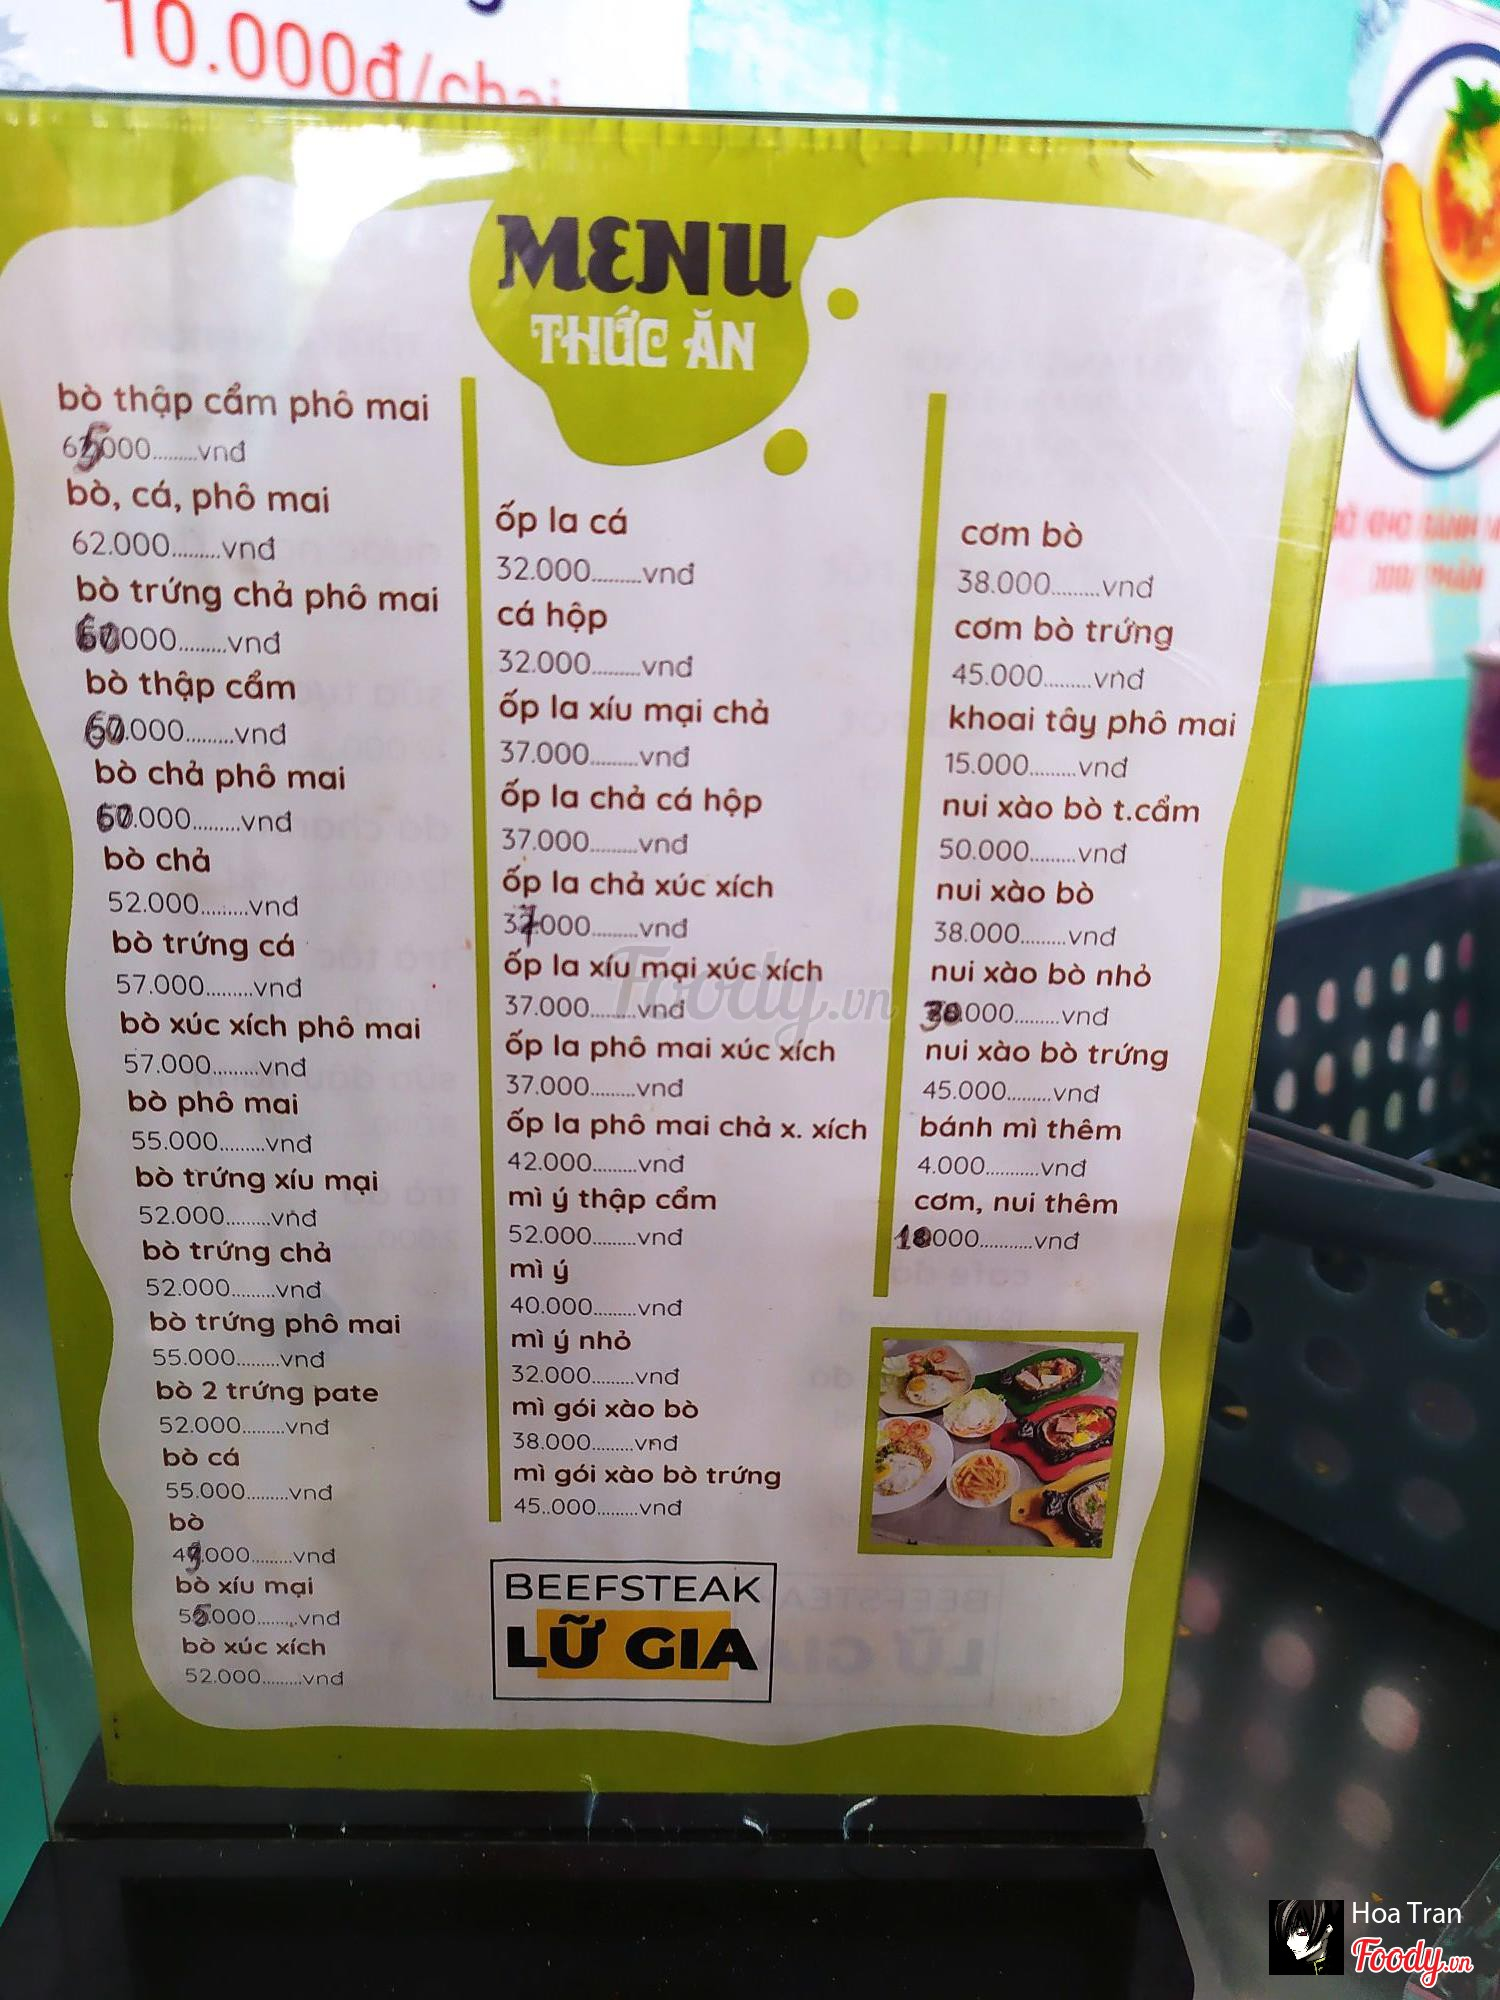 10.000đ/chai
MENU
THỨC ĂN
bò thập cẩm phô mai
65.000.........vnđ
bò, cá, phô mai
62.000.........vnđ
bò trứng chả phô mai
60.000.........vnđ
bò thập cẩm
60.000.........vnđ
bò chả phô mai
.000.........vnđ
bò chả
52.000.........vnđ
bò trứng cá
57.000.........vnđ
bò xúc xích phô mai
57.000.........vnđ
bò phô mai
55.000.........vnđ
bò trứng xíu mại
52.000.........vnđ
bò trứng chả
52.000.........vnđ
bò trứng phô mai
55.000.........vnđ
bò 2 trứng pate
52.000.........vnđ
bò cá
55.000.........vnđ
bò
49.000.........vnđ
bò xíu mại
55.000.........vnđ
bò xúc xích
52.000.........vnđ
ốp la cá
32.000.........vnđ
cá hộp
32.000.........vnđ
ốp la xíu mại chả
37.000.........vnđ
ốp la chả cá hộp
37.000.........vnđ
ốp la chả xúc xích
37.000.........vnđ
ốp la xíu mại xúc xích
37.000.........vnđ
ốp la phô mai xúc xích
37.000.........vnđ
ốp la phô mai chả x. xích
42.000.........vnđ
mì ý thập cẩm
52.000.........vnđ
mì ý
40.000.........vnđ
mì ý nhỏ
32.000.........vnđ
mì gói xào bò
38.000.........vnđ
mì gói xào bò trứng
45..000.........vnđ
BEEFSTEAK
LỮ GIA
cơm bò
38.000.........vnđ
cơm bò trứng
45.000.........vnđ
khoai tây phô mai
15.000.........vnđ
nui xào bò t.cẩm
50.000.........vnđ
nui xào bò
38.000.........vnđ
nui xào bò nhỏ
30.000.........vnđ
nui xào bò trứng
45.000.........vnđ
bánh mì thêm
4.000...........vnđ
cơm, nui thêm
10.000...........vnđ
Foody.vn
Hoa Tran
Foody.vn